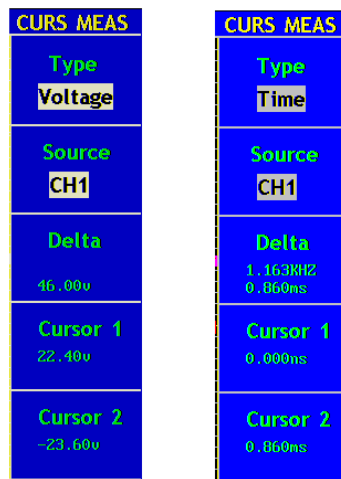 CURS MEAS
Type
Voltage
Source
CH1
Delta
46.00v
Cursor 1
22.40v
Cursor 2
-23.60v
CURS MEAS
Type
Time
Source
CH1
Delta
1.163KHZ
0.860ms
Cursor 1
0.000ns
Cursor 2
0.860ms